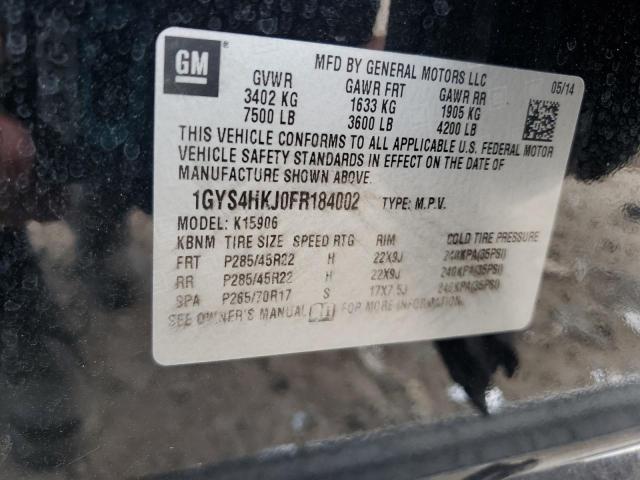 GM
MFD BY GENERAL MOTORS LLC
05/14
GVWR GAWR FRT GAWR RR
3402 KG 1633 KG 1905 KG
7500 LB 3600 LB 4200 LB
THIS VEHICLE CONFORMS TO ALL APPLICABLE U.S. FEDERAL MOTOR
VEHICLE SAFETY STANDARDS IN EFFECT ON THE DATE OF
MANUFACTURE SHOWN ABOVE.
1GYS4HKJ0FR184002 TYPE: M.P.V.
MODEL: K15906
KBNM TIRE SIZE SPEED RTG RIM COLD TIRE PRESSURE
FRT P285/45R22 H 22X9J 240KPA(35PSI)
RR P285/45R22 H 22X9J 240KPA(35PSI)
SPA P265/70R17 S 17X7.5J 240KPA(35PSI)
SEE OWNER'S MANUAL FOR MORE INFORMATION.